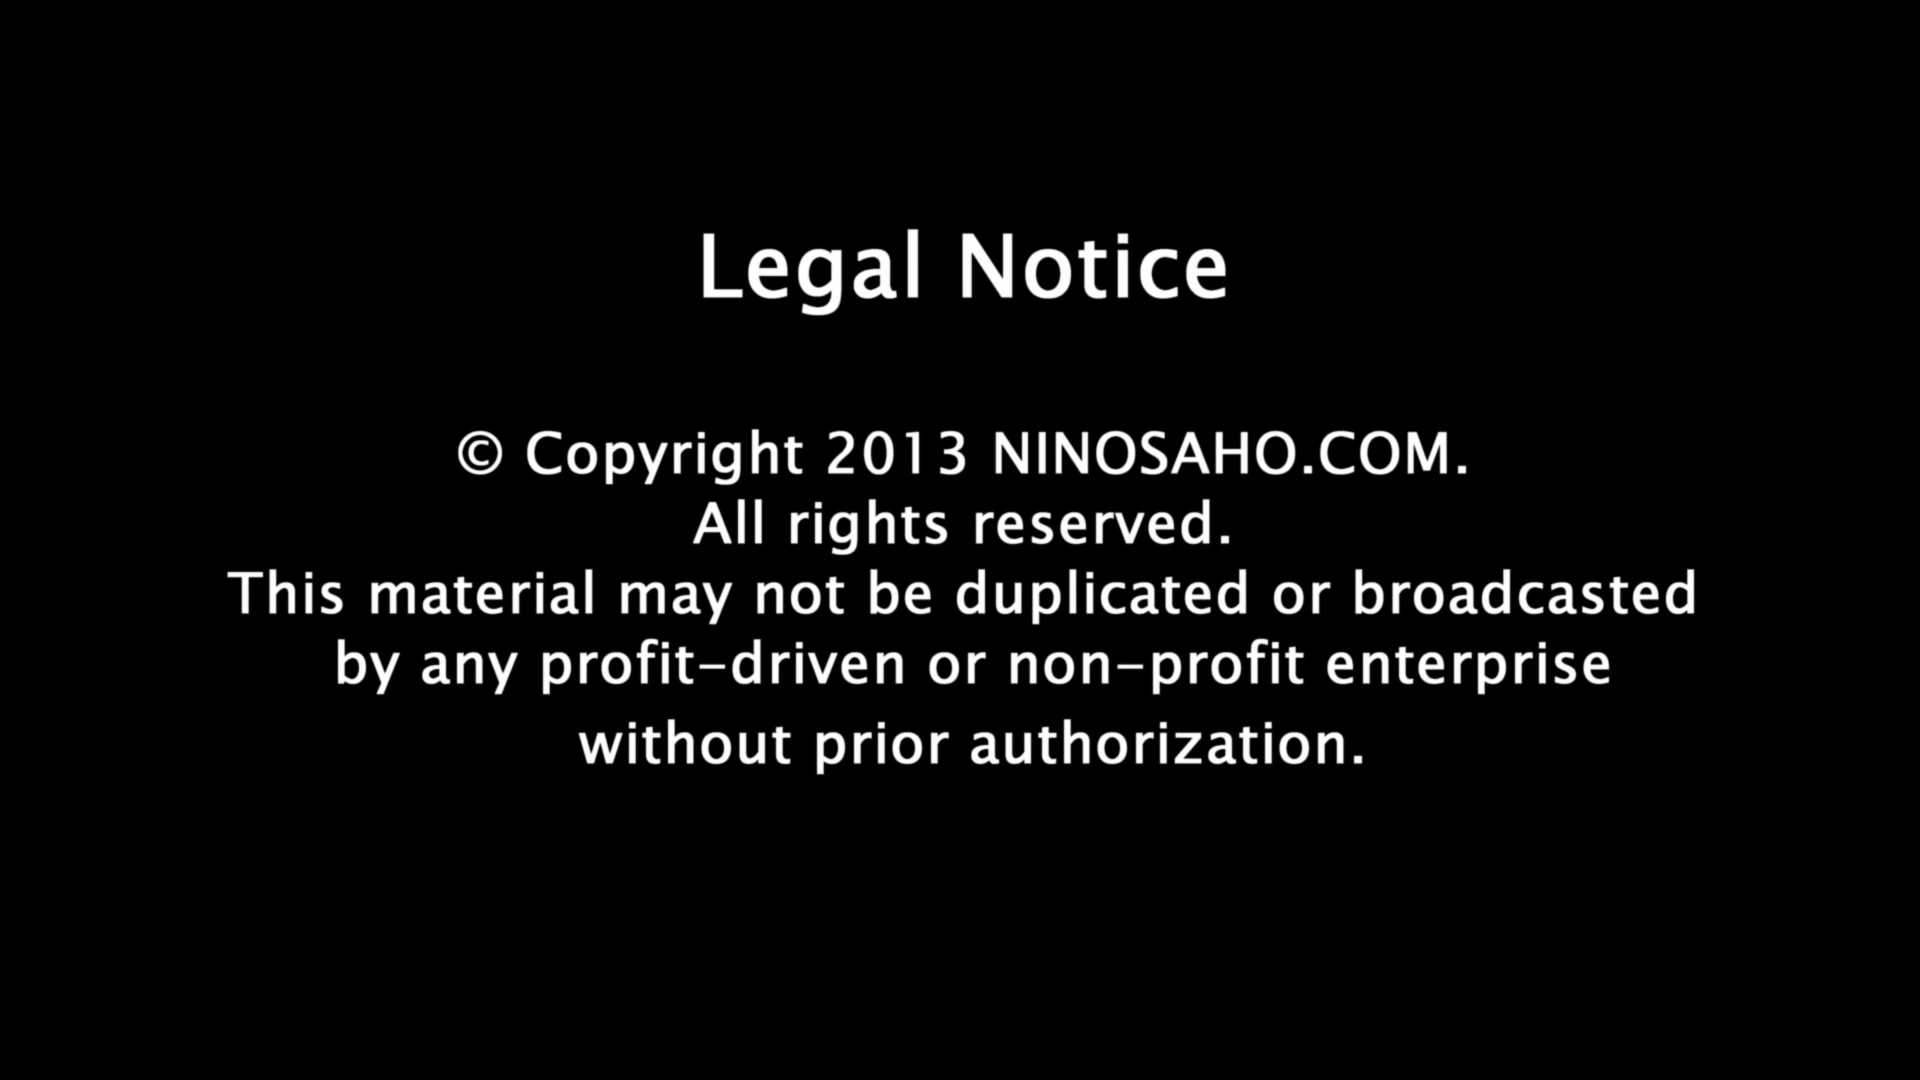 Legal Notice
© Copyright 2013 NINOSAHO.COM.
All rights reserved.
This material may not be duplicated or broadcasted
by any profit-driven or non-profit enterprise
without prior authorization.